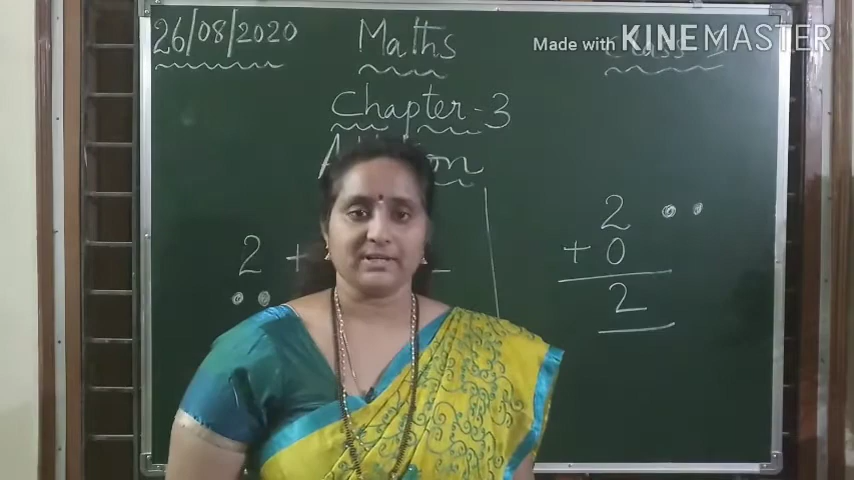 26/08/2020 Maths
Made with KINEMASTER
Chapter-3
2 +
2
+ 0
2